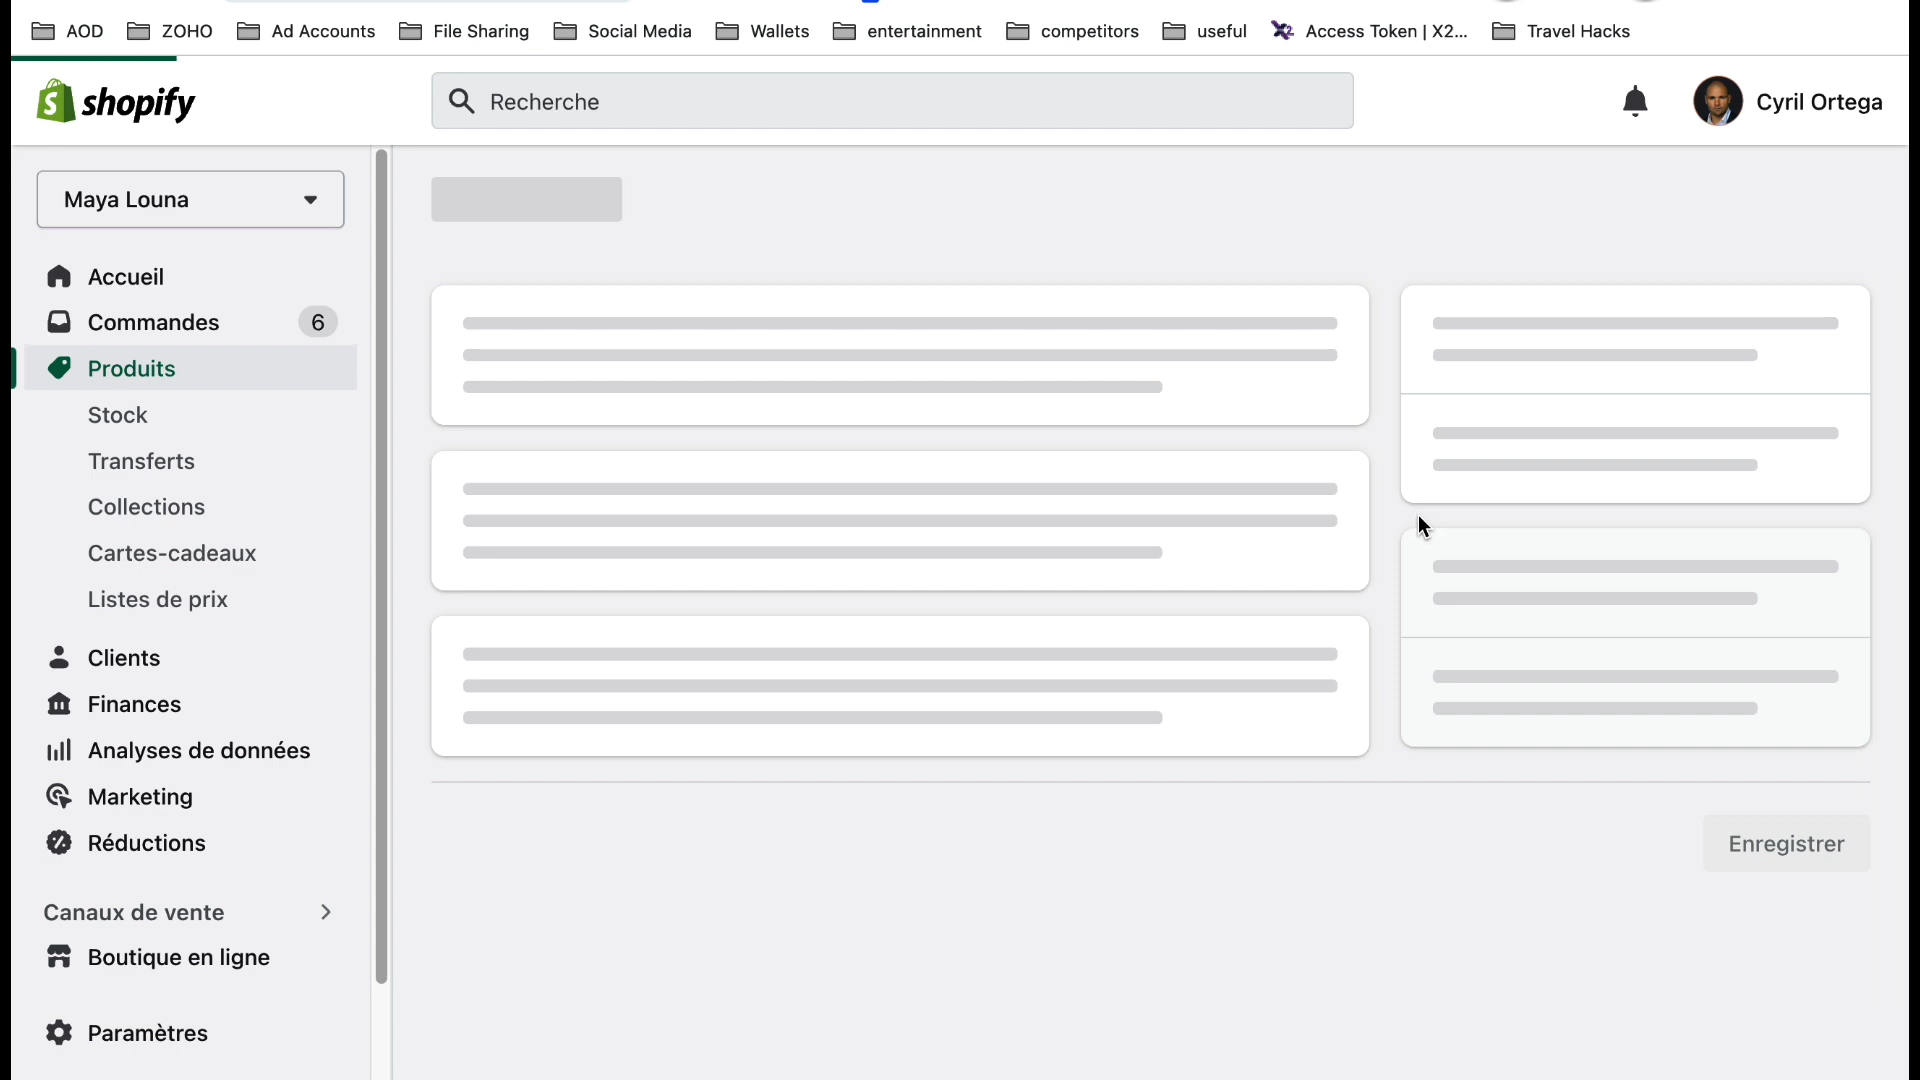 AOD ZOHO Ad Accounts File Sharing Social Media Wallets entertainment competitors useful Access Token | X2... Travel Hacks
shopify Recherche Cyril Ortega
Maya Louna
Accueil
Commandes 6
Produits
Stock
Transferts
Collections
Cartes-cadeaux
Listes de prix
Clients
Finances
Analyses de données
Marketing
Réductions
Enregistrer
Canaux de vente
Boutique en ligne
Paramètres